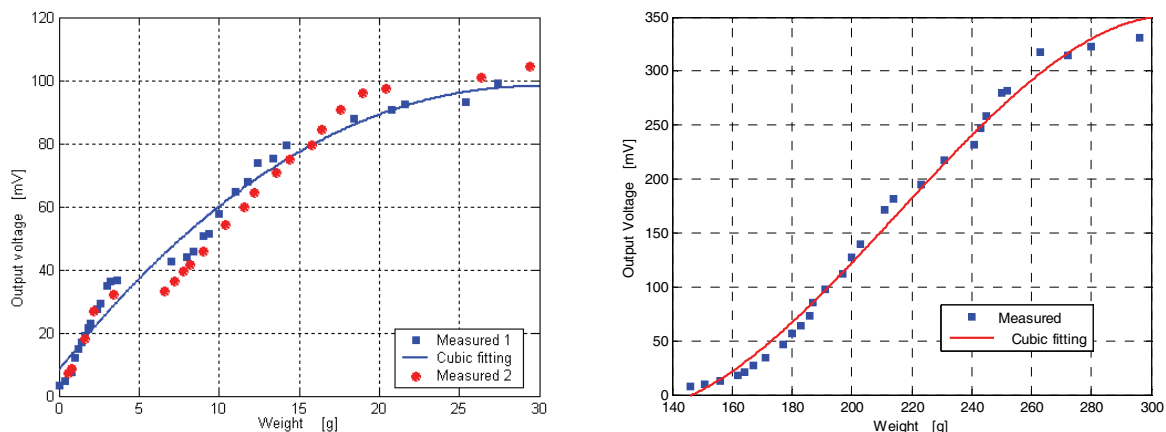 120
100
80
60
40
20
0
Output voltage [mV]
0 5 10 15 20 25 30
Weight [g]
Measured 1
Cubic fitting
Measured 2
350
300
250
200
150
100
50
0
Output Voltage [mV]
140 160 180 200 220 240 260 280 300
Weight [g]
Measured
Cubic fitting